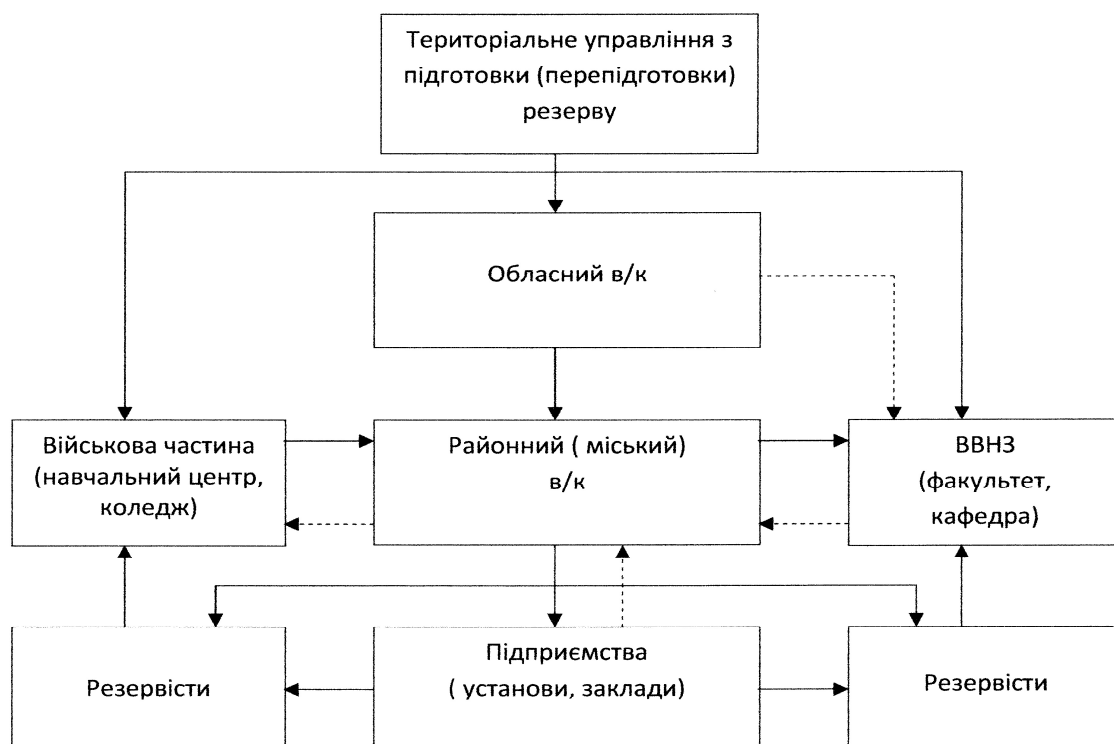 Територіальне управління з
підготовки (перепідготовки)
резерву
Обласний в/к
Військова частина
(навчальний центр,
коледж)
Районний ( міський)
в/к
ВВНЗ
(факультет,
кафедра)
Резервісти
Підприємства
( установи, заклади)
Резервісти